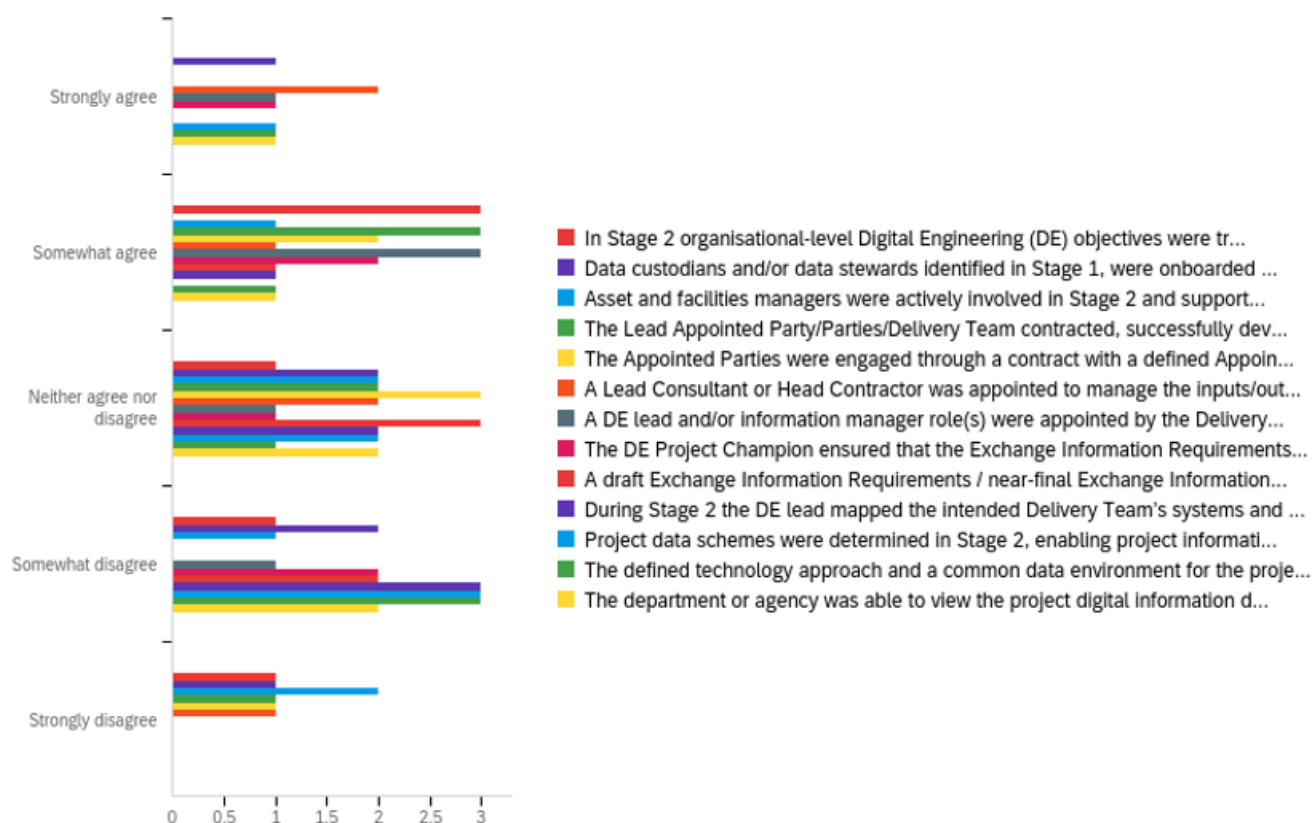 Strongly agree
Somewhat agree
Neither agree nor
disagree
Somewhat disagree
Strongly disagree
0 0.5 1 1.5 2 2.5 3
In Stage 2 organisational-level Digital Engineering (DE) objectives were tr...
Data custodians and/or data stewards identified in Stage 1, were onboarded ...
Asset and facilities managers were actively involved in Stage 2 and support...
The Lead Appointed Party/Parties/Delivery Team contracted, successfully dev...
The Appointed Parties were engaged through a contract with a defined Appoin...
A Lead Consultant or Head Contractor was appointed to manage the inputs/out...
A DE lead and/or information manager role(s) were appointed by the Delivery...
The DE Project Champion ensured that the Exchange Information Requirements...
A draft Exchange Information Requirements / near-final Exchange Information...
During Stage 2 the DE lead mapped the intended Delivery Team's systems and ...
Project data schemes were determined in Stage 2, enabling project informati...
The defined technology approach and a common data environment for the proje...
The department or agency was able to view the project digital information d...